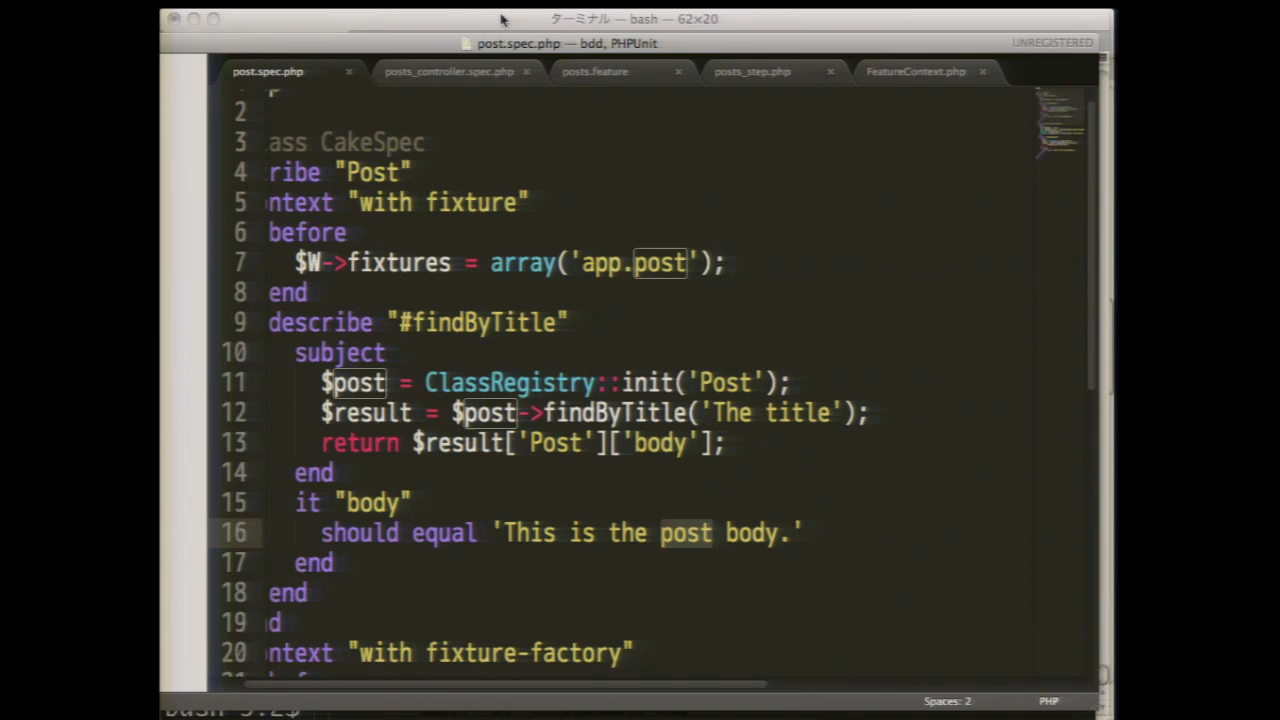 ターミナル — bash — 62×20
post.spec.php — bdd, PHPUnit
UNREGISTERED
post.spec.php × posts_controller.spec.php × posts.feature × posts_step.php × FeatureContext.php ×
2
3 ass CakeSpec
4 ribe "Post"
5 ntext "with fixture"
6 before
7 $W->fixtures = array('app.post');
8 end
9 describe "#findByTitle"
10 subject
11 $post = ClassRegistry::init('Post');
12 $result = $post->findByTitle('The title');
13 return $result['Post']['body'];
14 end
15 it "body"
16 should equal 'This is the post body.'
17 end
18 end
19 d
20 ntext "with fixture-factory"
Spaces: 2 PHP